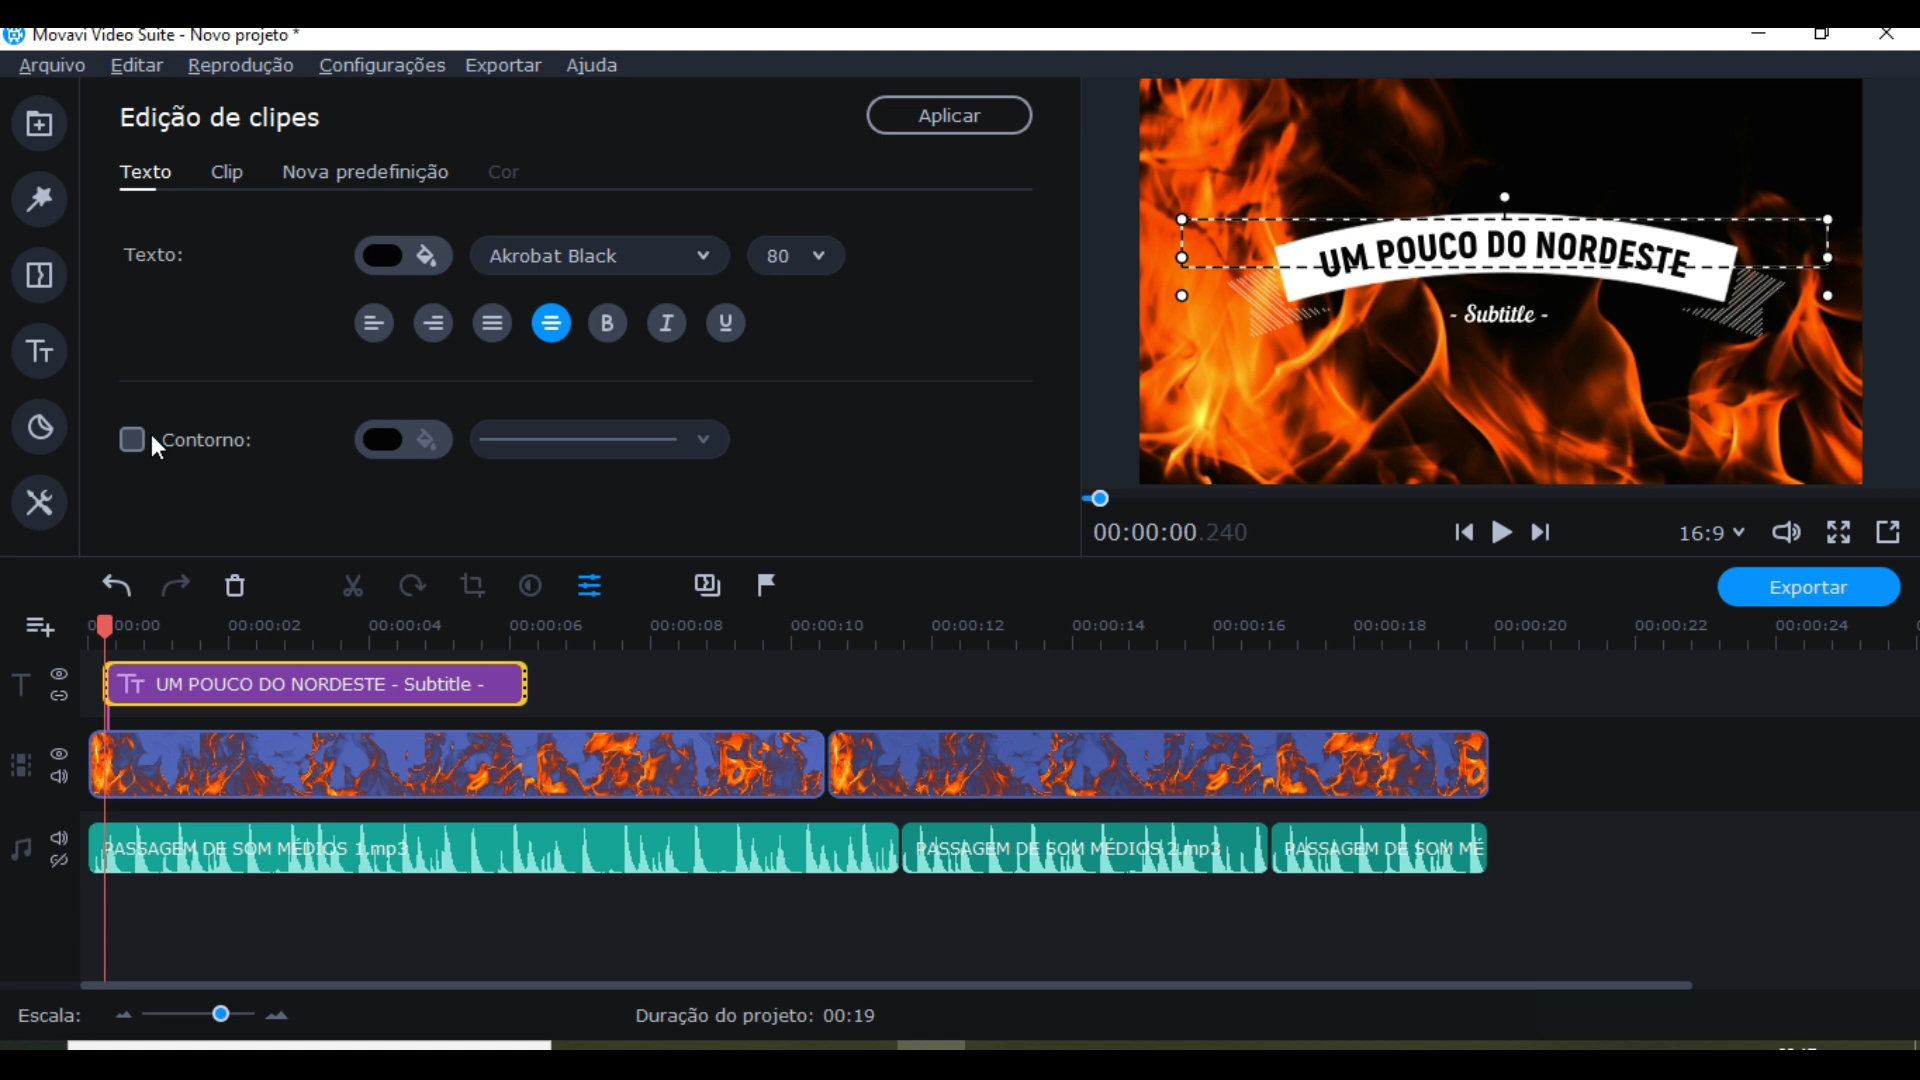 Movavi Video Suite - Novo projeto *
Arquivo Editar Reprodução Configurações Exportar Ajuda
Edição de clipes
Aplicar
Texto Clip Nova predefinição Cor
Texto:
Akrobat Black
80
B I U
Contorno:
UM POUCO DO NORDESTE
- Subtitle -
00:00:00.240
16:9
Exportar
00:00:02 00:00:04 00:00:06 00:00:08 00:00:10 00:00:12 00:00:14 00:00:16 00:00:18 00:00:20 00:00:22 00:00:24
UM POUCO DO NORDESTE - Subtitle -
PASSAGEM DE SOM MÉDIOS 1.mp3
PASSAGEM DE SOM MÉDIOS 2.mp3
PASSAGEM DE SOM MÉ
Escala:
Duração do projeto: 00:19